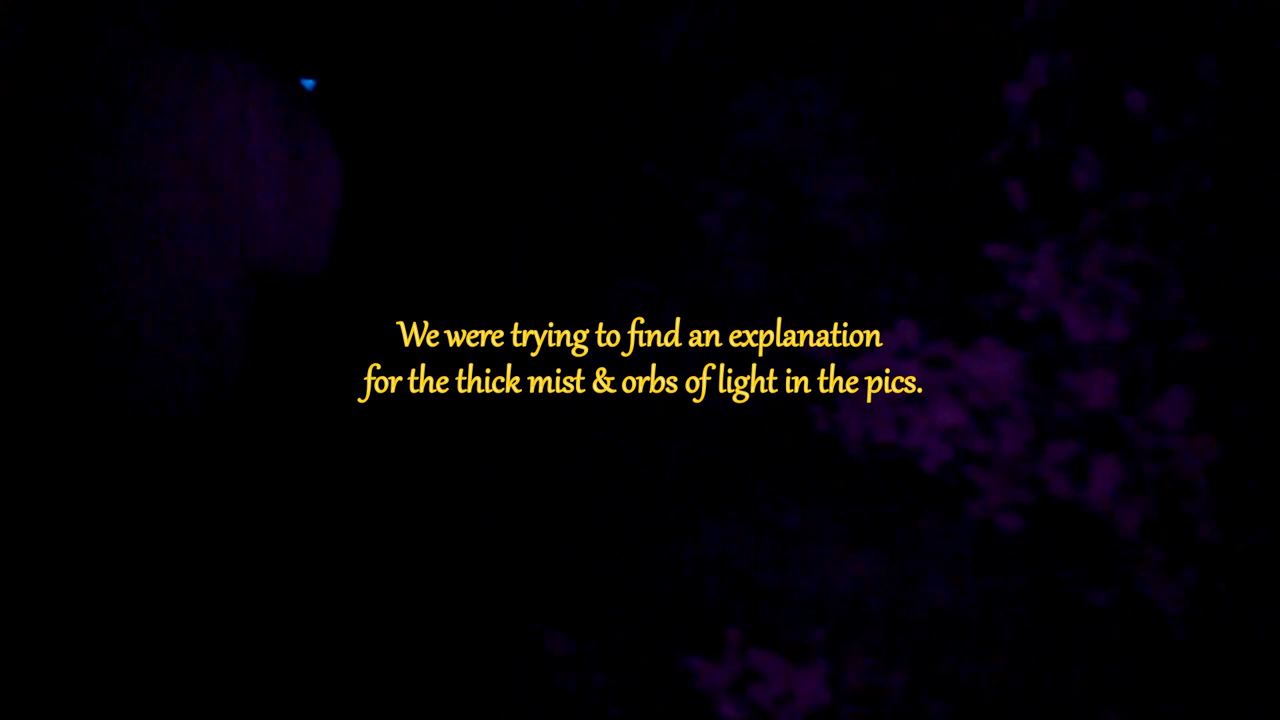 We were trying to find an explanation
for the thick mist & orbs of light in the pics.